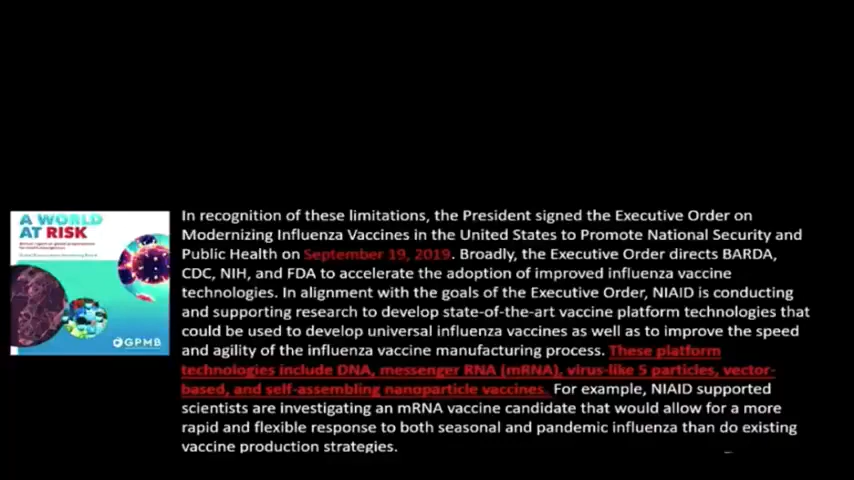 A WORLD
AT RISK
GPMB
In recognition of these limitations, the President signed the Executive Order on
Modernizing Influenza Vaccines in the United States to Promote National Security and
Public Health on September 19, 2019. Broadly, the Executive Order directs BARDA,
CDC, NIH, and FDA to accelerate the adoption of improved influenza vaccine
technologies. In alignment with the goals of the Executive Order, NIAID is conducting
and supporting research to develop state-of-the-art vaccine platform technologies that
could be used to develop universal influenza vaccines as well as to improve the speed
and agility of the influenza vaccine manufacturing process. These platform
technologies include DNA, messenger RNA (mRNA), virus-like 5 particles, vector-
based, and self-assembling nanoparticle vaccines. For example, NIAID supported
scientists are investigating an mRNA vaccine candidate that would allow for a more
rapid and flexible response to both seasonal and pandemic influenza than do existing
vaccine production strategies.